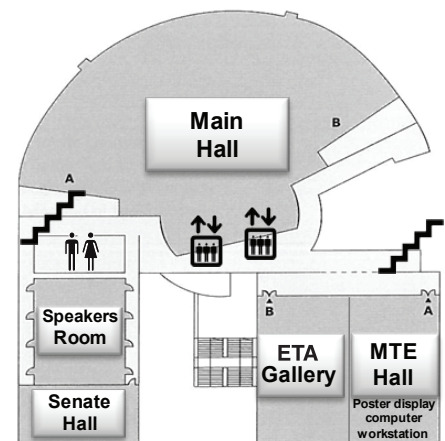 Main
Hall
B
A
Speakers
Room
Senate
Hall
B
A
ETA
Gallery
MTE
Hall
Poster display
computer
workstation